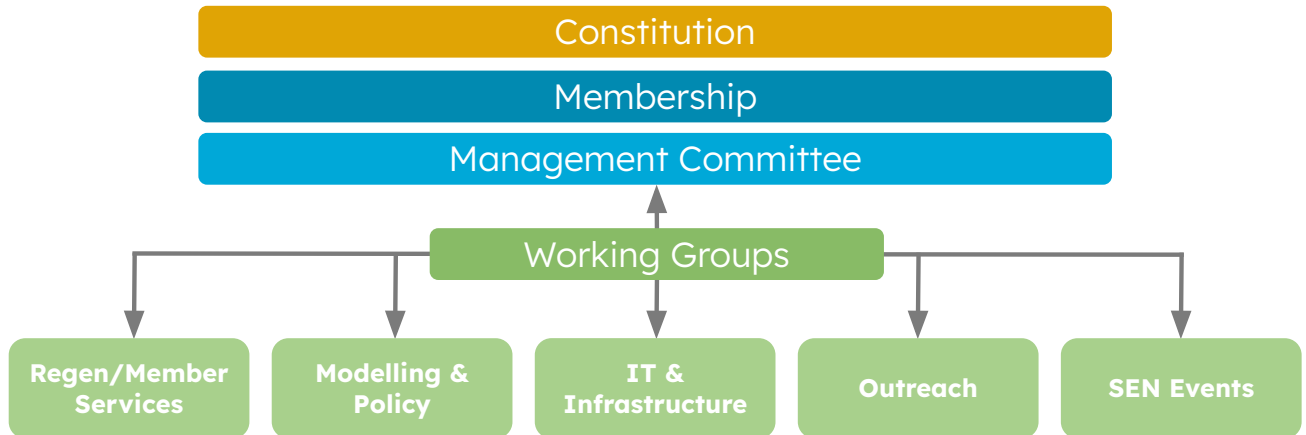 Constitution
Membership
Management Committee
Working Groups
Regen/Member
Services
Modelling &
Policy
IT &
Infrastructure
Outreach
SEN Events